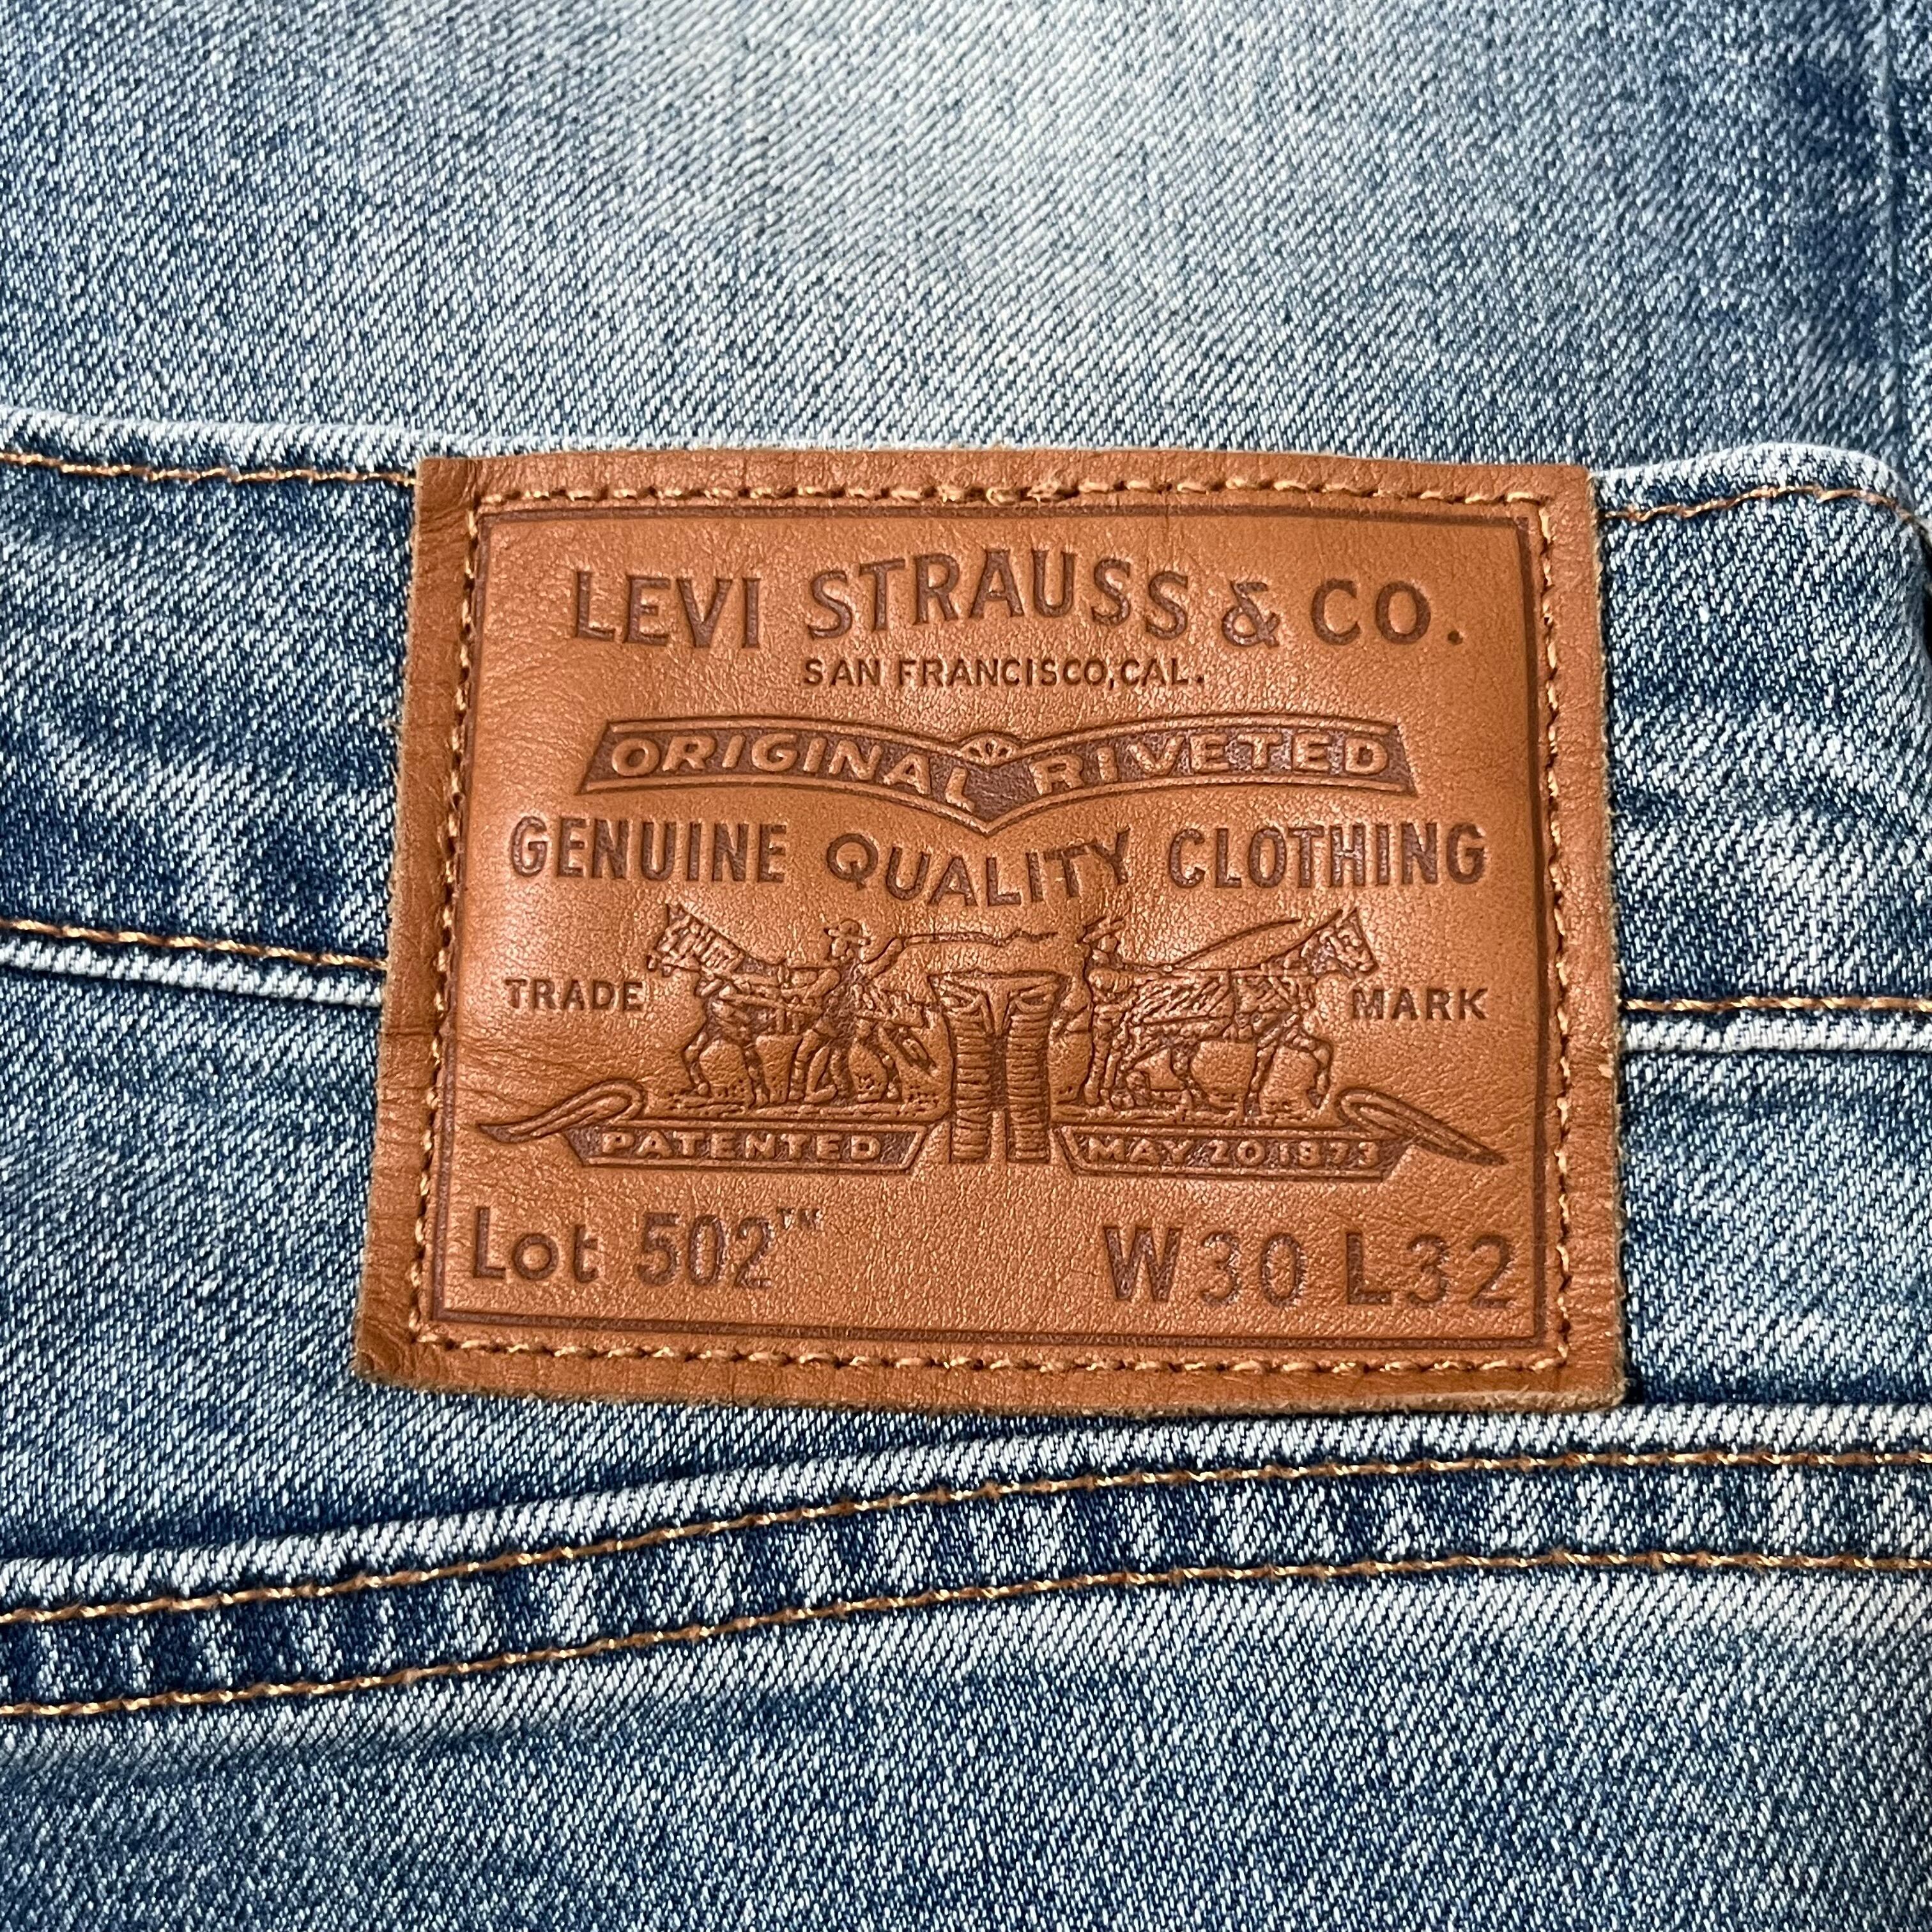 LEVI STRAUSS & CO.
SAN FRANCISCO, CAL.
ORIGINAL RIVETED
GENUINE QUALITY CLOTHING
TRADE MARK
PATENTED MAY 20 1873
Lot 502™ W30 L32